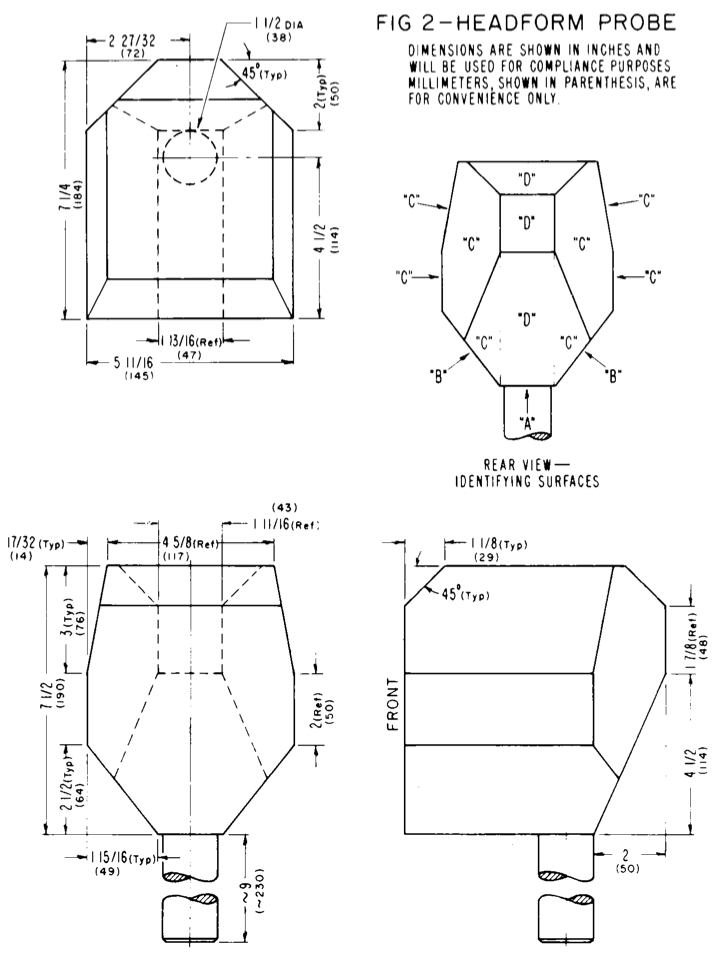 FIG 2-HEADFORM PROBE
DIMENSIONS ARE SHOWN IN INCHES AND
WILL BE USED FOR COMPLIANCE PURPOSES
MILLIMETERS, SHOWN IN PARENTHESIS, ARE
FOR CONVENIENCE ONLY.
1 1/2 DIA
(38)
2 27/32
(72)
45° (Typ)
2 (Typ)
(50)
7 1/4
(184)
4 1/2
(114)
1 13/16 (Ref)
(47)
5 11/16
(145)
"D"
"C"
"C"
"D"
"C"
"C"
"C"
"C"
"D"
"C"
"C"
"B"
"B"
"A"
REAR VIEW—
IDENTIFYING SURFACES
(43)
1 11/16 (Ref)
17/32 (Typ)
(14)
4 5/8 (Ref)
(117)
3 (Typ)
(76)
7 1/2
(190)
2 (Ref)
(50)
2 1/2 (Typ)
(64)
1 15/16 (Typ)
(49)
~9
(~230)
1 1/8 (Typ)
(29)
45° (Typ)
1 7/8 (Ref)
(48)
FRONT
4 1/2
(114)
2
(50)